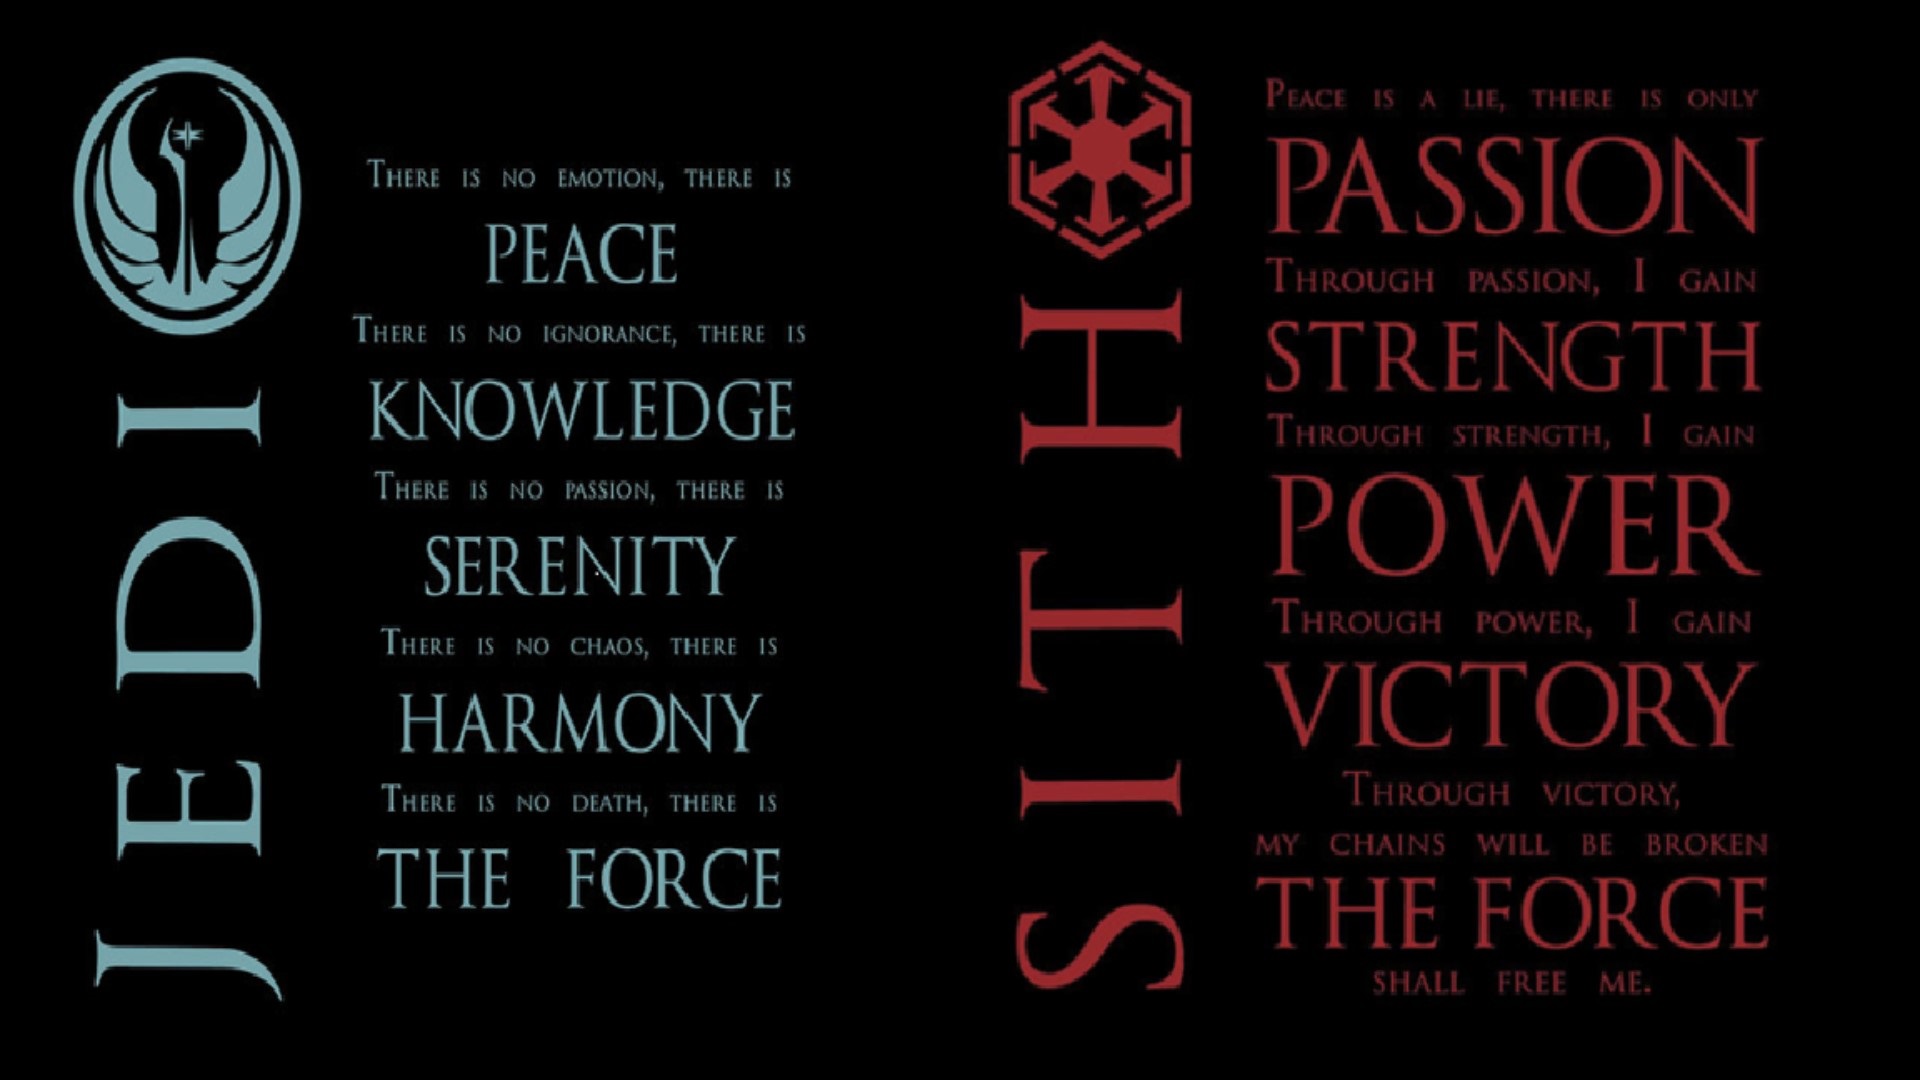 JEDI
There is no emotion, there is
PEACE
There is no ignorance, there is
KNOWLEDGE
There is no passion, there is
SERENITY
There is no chaos, there is
HARMONY
There is no death, there is
THE FORCE
SITH
Peace is a lie, there is only
PASSION
Through passion, I gain
STRENGTH
Through strength, I gain
POWER
Through power, I gain
VICTORY
Through victory,
my chains will be broken
THE FORCE
shall free me.